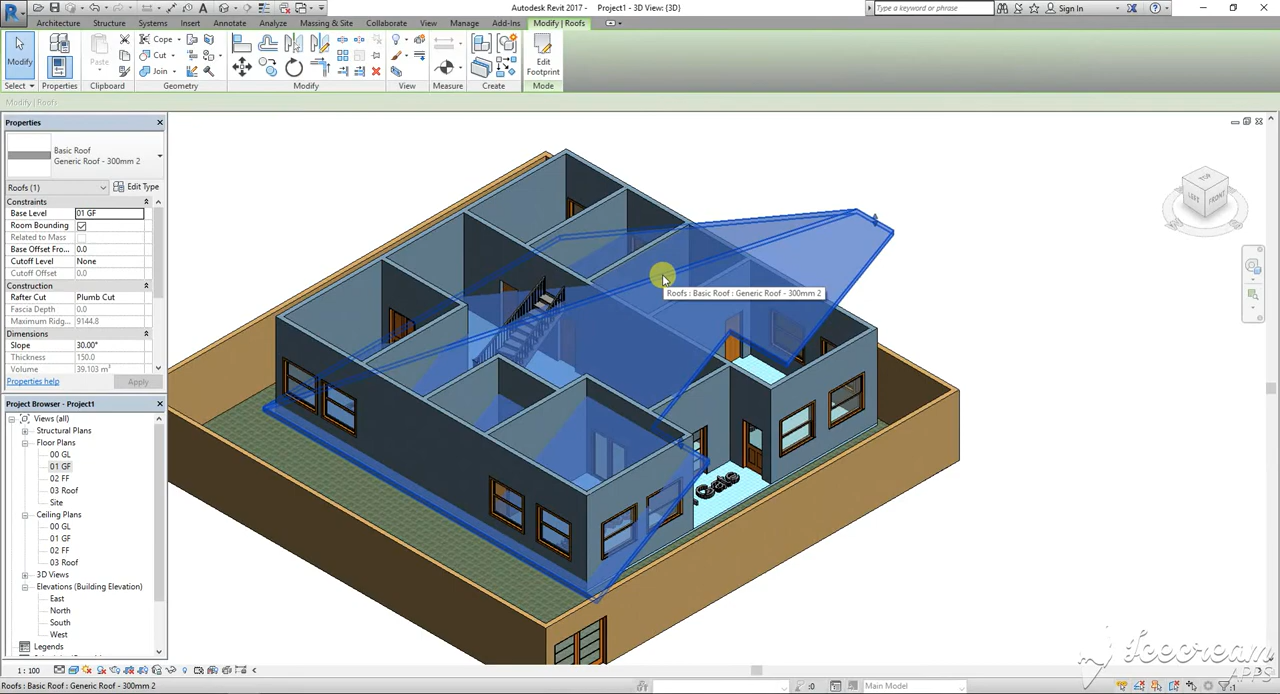 Autodesk Revit 2017 - Project1 - 3D View: {3D}
Type a keyword or phrase
Sign In
Architecture Structure Systems Insert Annotate Analyze Massing & Site Collaborate View Manage Add-Ins Modify | Roofs
Modify
Paste
Cope
Cut
Join
Edit
Footprint
Select Properties Clipboard Geometry Modify View Measure Create Mode
Modify | Roofs
Properties
Basic Roof
Generic Roof - 300mm 2
Roofs (1)
Edit Type
Constraints
Base Level 01 GF
Room Bounding
Related to Mass
Base Offset Fro... 0.0
Cutoff Level None
Cutoff Offset 0.0
Construction
Rafter Cut Plumb Cut
Fascia Depth 0.0
Maximum Ridg... 9144.8
Dimensions
Slope 30.00°
Thickness 150.0
Volume 39.103 m³
Properties help
Apply
Project Browser - Project1
Views (all)
Structural Plans
Floor Plans
00 GL
01 GF
02 FF
03 Roof
Site
Ceiling Plans
00 GL
01 GF
02 FF
03 Roof
3D Views
Elevations (Building Elevation)
East
North
South
West
Legends
TOP
LEFT
FRONT
Roofs : Basic Roof : Generic Roof - 300mm 2
1 : 100
Roofs : Basic Roof : Generic Roof - 300mm 2
:0
Main Model
Icecream
APPS